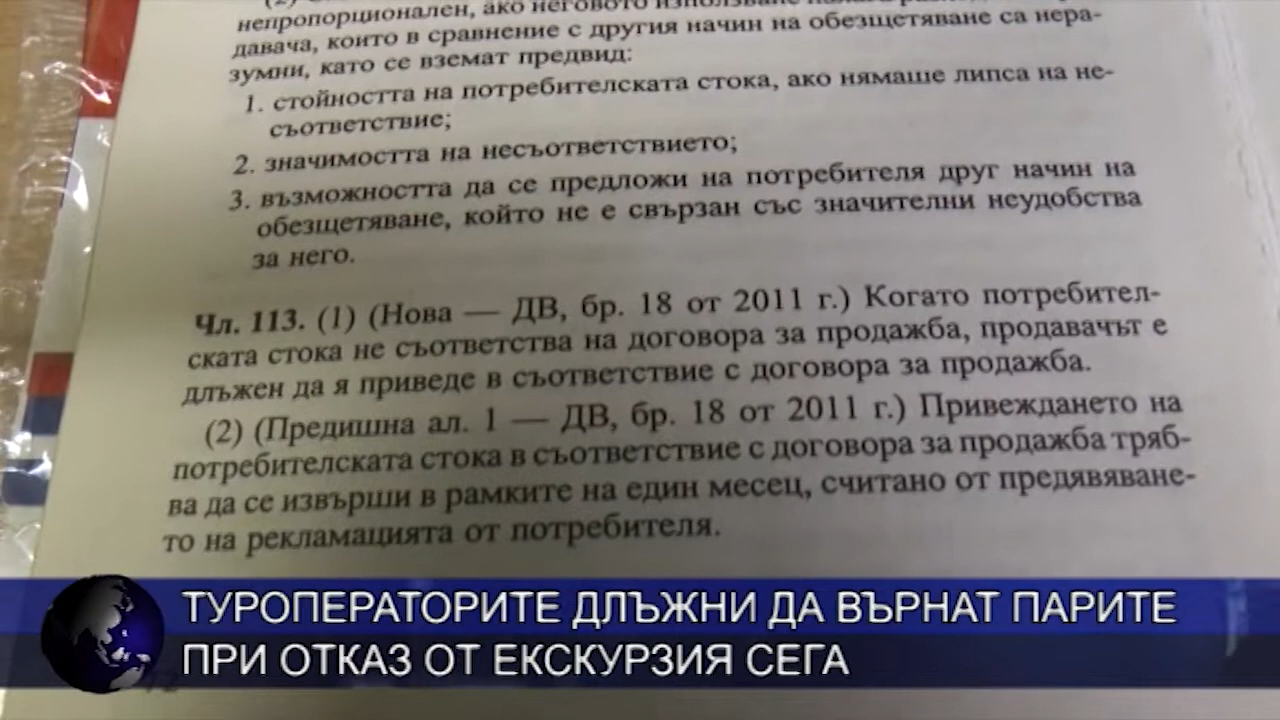 непропорционален, ако неговото използване
давача, които в сравнение с другия начин на обезщетяване са нера-
зумни, като се вземат предвид:
1. стойността на потребителската стока, ако нямаше липса на не-
съответствие;
2. значимостта на несъответствието;
3. възможността да се предложи на потребителя друг начин на
обезщетяване, който не е свързан със значителни неудобства
за него.
Чл. 113. (1) (Нова — ДВ, бр. 18 от 2011 г.) Когато потребител-
ската стока не съответства на договора за продажба, продавачът е
длъжен да я приведе в съответствие с договора за продажба.
(2) (Предишна ал. 1 — ДВ, бр. 18 от 2011 г.) Привеждането на
потребителската стока в съответствие с договора за продажба тряб-
ва да се извърши в рамките на един месец, считано от предявяване-
то на рекламацията от потребителя.
ТУРОПЕРАТОРИТЕ ДЛЪЖНИ ДА ВЪРНАТ ПАРИТЕ
ПРИ ОТКАЗ ОТ ЕКСКУРЗИЯ СЕГА